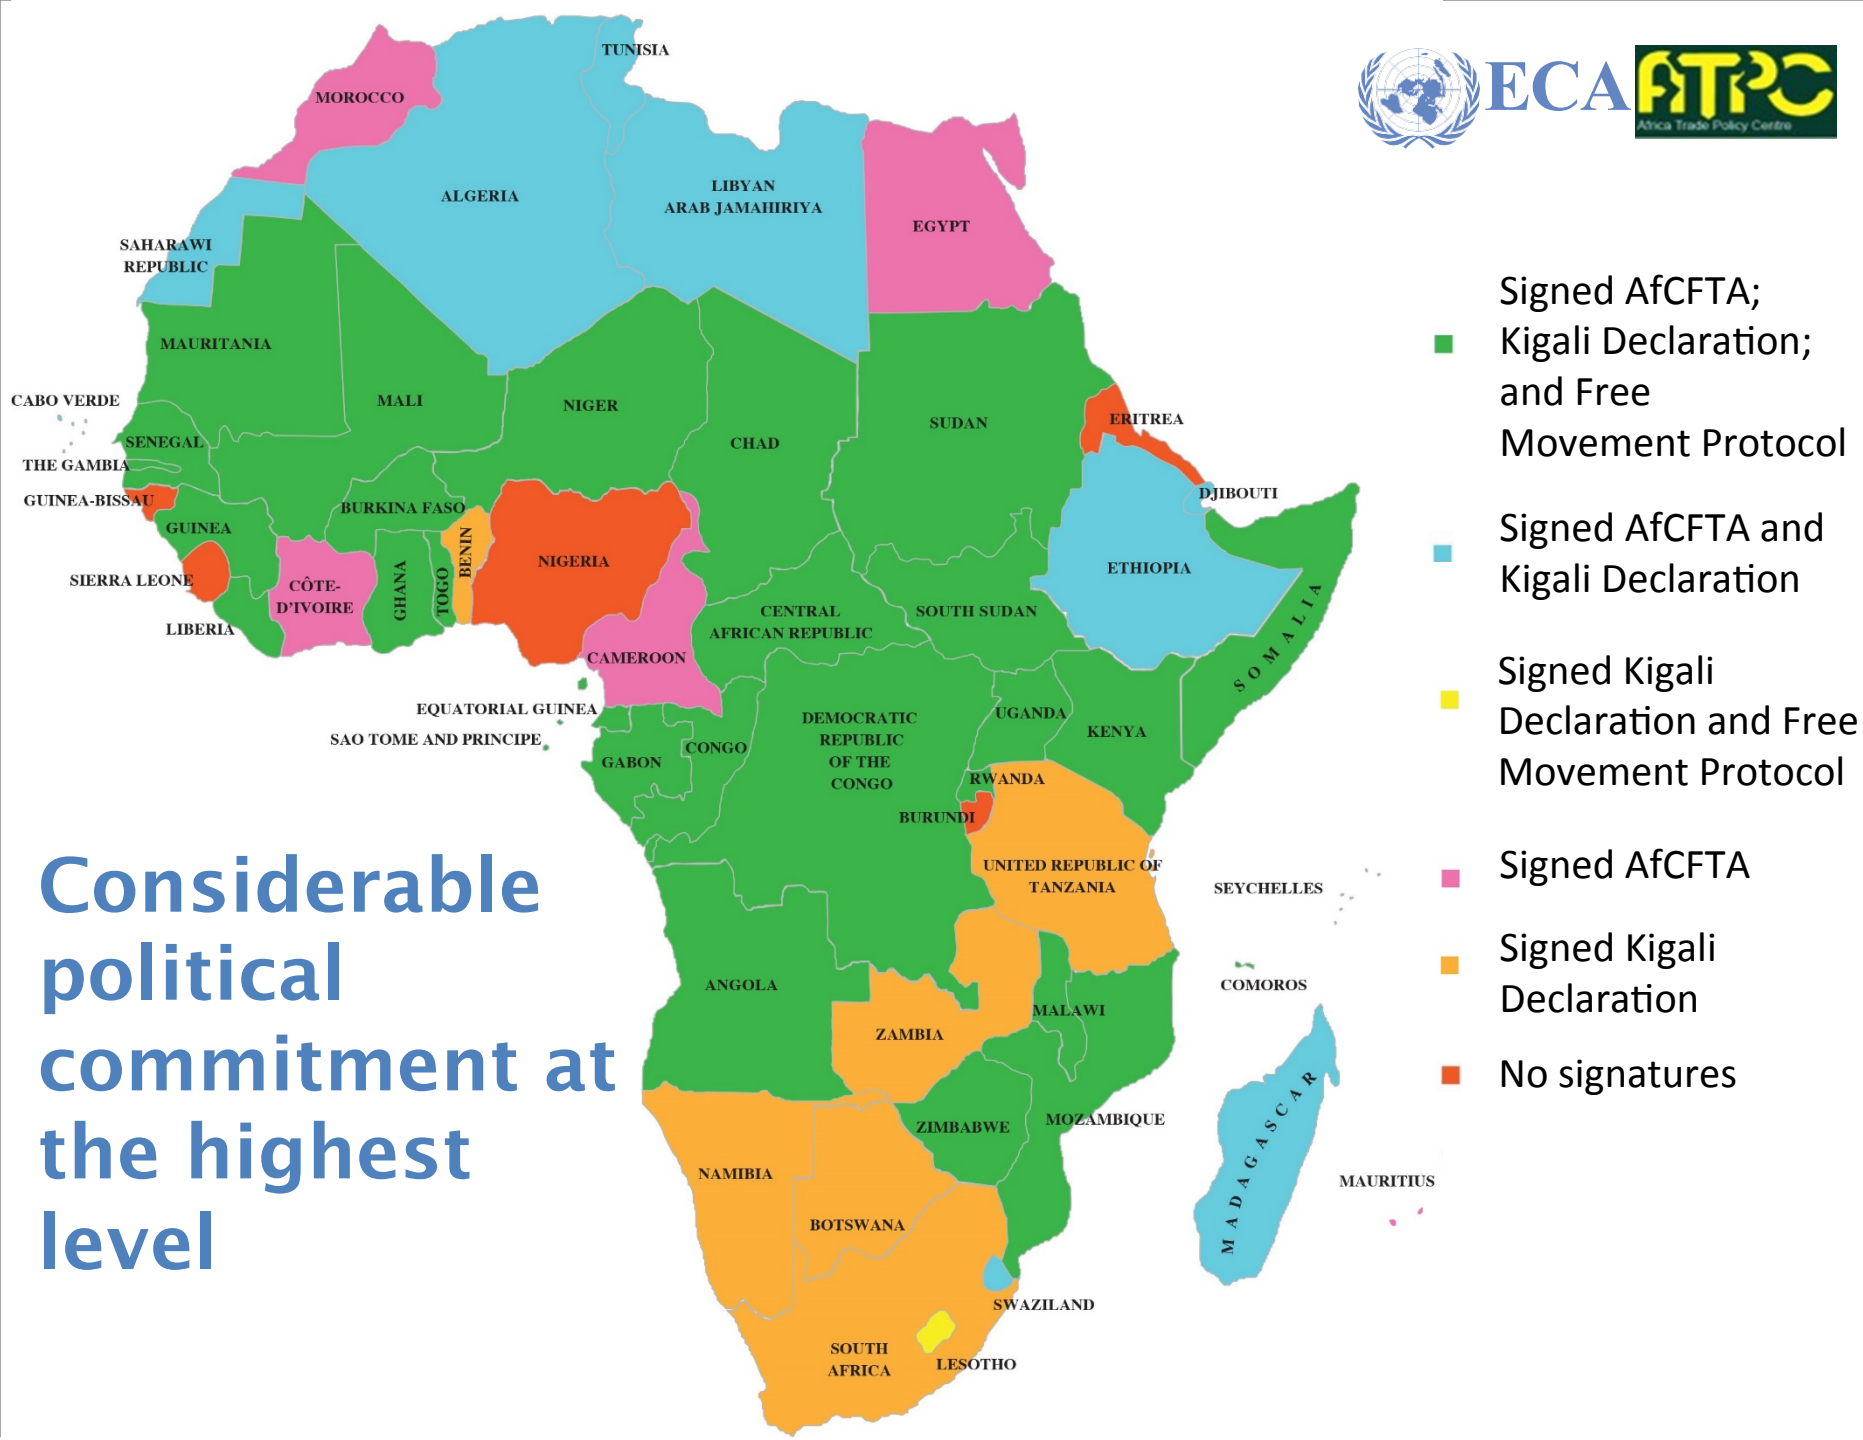 TUNISIA
MOROCCO
ECA
ATPC
Africa Trade Policy Centre
ALGERIA
LIBYAN
ARAB JAMAHIRIYA
EGYPT
SAHARAWI
REPUBLIC
MAURITANIA
CABO VERDE
MALI
NIGER
CHAD
SUDAN
ERITREA
SENEGAL
THE GAMBIA
GUINEA-BISSAU
BURKINA FASO
DJIBOUTI
GUINEA
BENIN
NIGERIA
ETHIOPIA
SIERRA LEONE
CÔTE-
D'IVOIRE
GHANA
TOGO
CENTRAL
AFRICAN REPUBLIC
SOUTH SUDAN
SOMALIA
LIBERIA
CAMEROON
EQUATORIAL GUINEA
SAO TOME AND PRINCIPE
GABON
CONGO
DEMOCRATIC
REPUBLIC
OF THE
CONGO
UGANDA
KENYA
RWANDA
BURUNDI
UNITED REPUBLIC OF
TANZANIA
SEYCHELLES
COMOROS
ANGOLA
MALAWI
ZAMBIA
MOZAMBIQUE
ZIMBABWE
MADAGASCAR
MAURITIUS
NAMIBIA
BOTSWANA
SWAZILAND
SOUTH
AFRICA
LESOTHO
Signed AfCFTA;
Kigali Declaration;
and Free
Movement Protocol
Signed AfCFTA and
Kigali Declaration
Signed Kigali
Declaration and Free
Movement Protocol
Signed AfCFTA
Signed Kigali
Declaration
No signatures
Considerable
political
commitment at
the highest
level